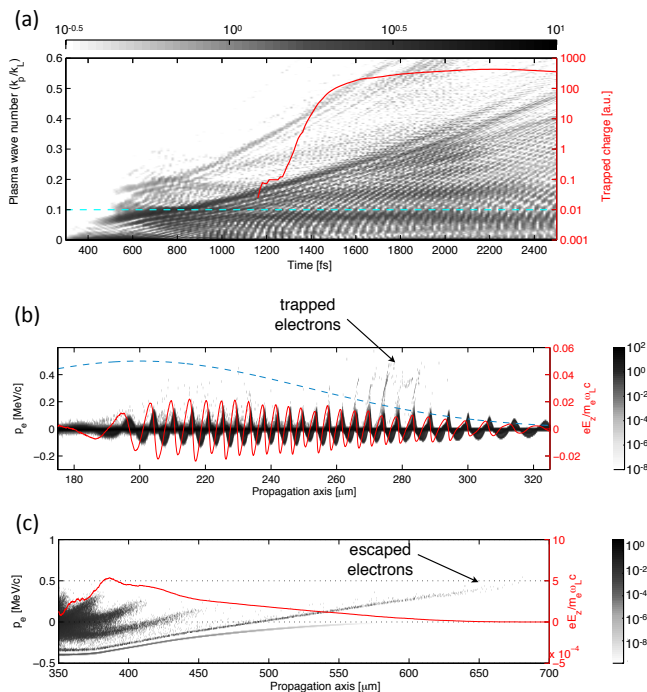 (a)
10^-0.5 10^0 10^0.5 10^1
Plasma wave number (k_p/k_L)
0.6
0.5
0.4
0.3
0.2
0.1
0
1000
100
10
1
0.1
0.01
0.001
Trapped charge [a.u.]
400 600 800 1000 1200 1400 1600 1800 2000 2200 2400
Time [fs]
(b)
trapped
electrons
p_e [MeV/c]
0.4
0.2
0
-0.2
0.06
0.04
0.02
0
-0.02
eE_z/m_e ω_L c
10^2
10^0
10^-2
10^-4
10^-6
10^-8
180 200 220 240 260 280 300 320
Propagation axis [μm]
(c)
escaped
electrons
p_e [MeV/c]
1
0.5
0
-0.5
10
5
0
-5
x 10^-4
eE_z/m_e ω_L c
10^0
10^-2
10^-4
10^-6
10^-8
350 400 450 500 550 600 650 700
Propagation axis [μm]